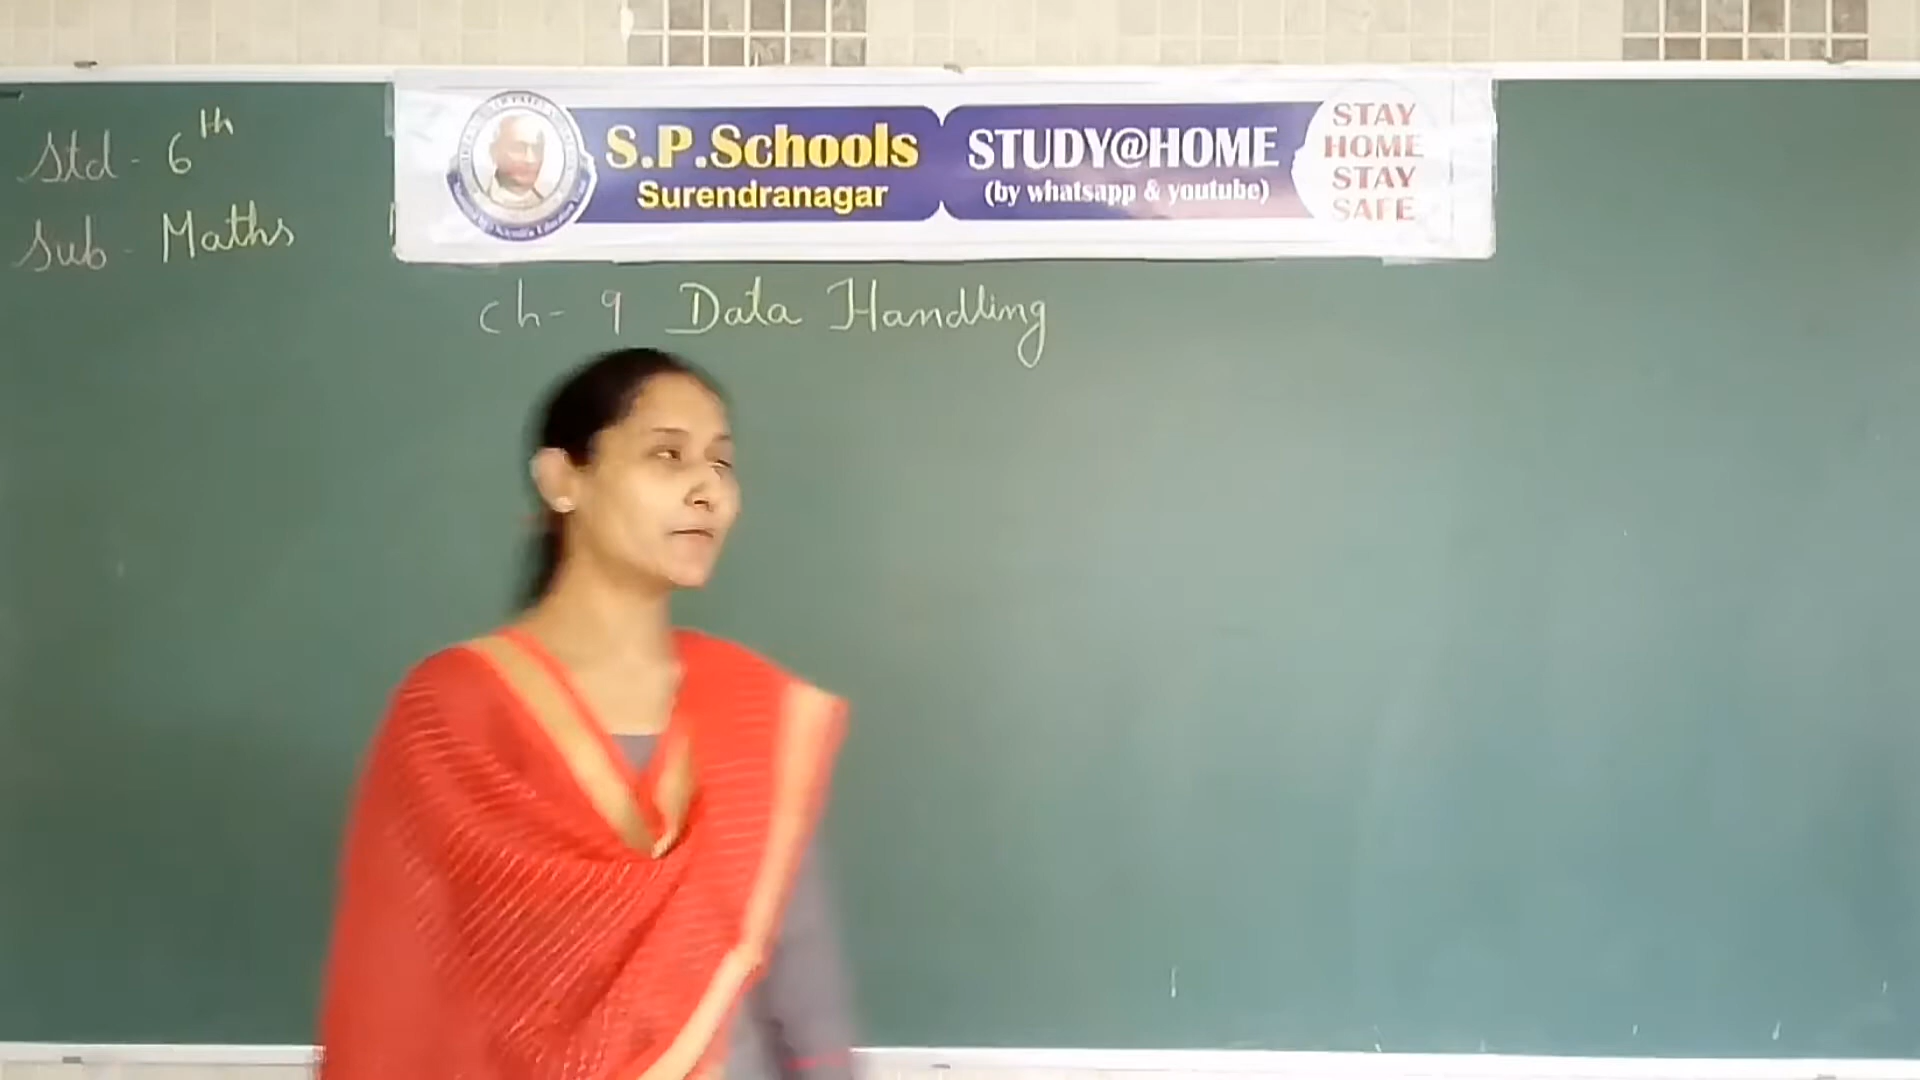 Std - 6th
Sub - Maths
S.P.Schools
Surendranagar
STUDY@HOME
(by whatsapp & youtube)
STAY
HOME
STAY
SAFE
ch - 9 Data Handling